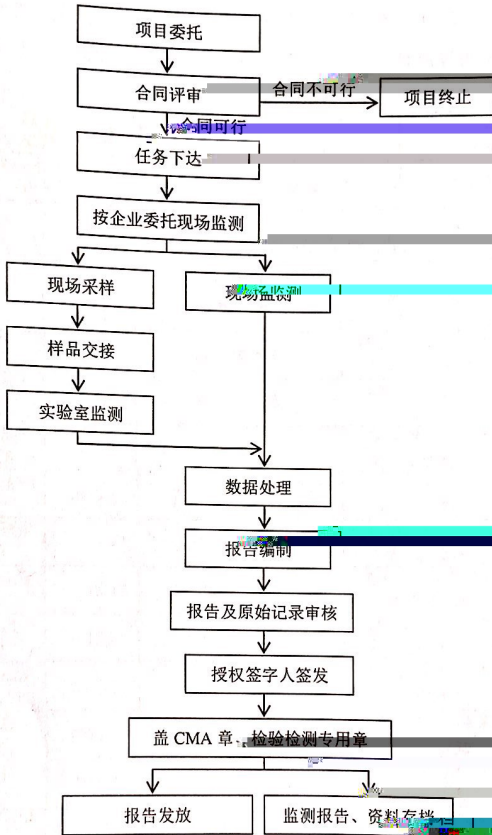 项目委托
合同评审
合同不可行
项目终止
合同可行
任务下达
按企业委托现场监测
现场采样
现场监测
样品交接
实验室监测
数据处理
报告编制
报告及原始记录审核
授权签字人签发
盖 CMA 章、检验检测专用章
报告发放
监测报告、资料存档